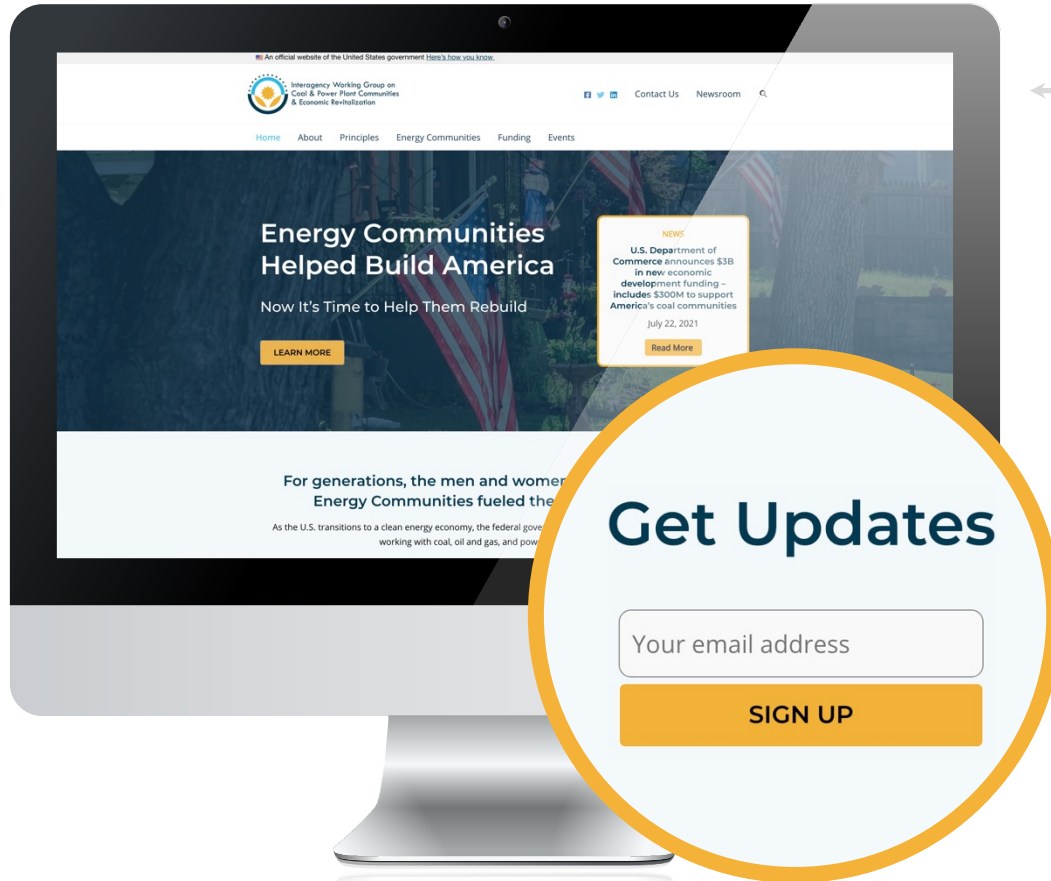 An official website of the United States government Here's how you know
Interagency Working Group on
Coal & Power Plant Communities
& Economic Revitalization
Contact Us Newsroom
Home About Principles Energy Communities Funding Events
Energy Communities
Helped Build America
Now It's Time to Help Them Rebuild
LEARN MORE
NEWS
U.S. Department of
Commerce announces $3B
in new economic
development funding –
includes $300M to support
America's coal communities
July 22, 2021
Read More
For generations, the men and women
Energy Communities fueled the
As the U.S. transitions to a clean energy economy, the federal gove
working with coal, oil and gas, and pow
Get Updates
Your email address
SIGN UP